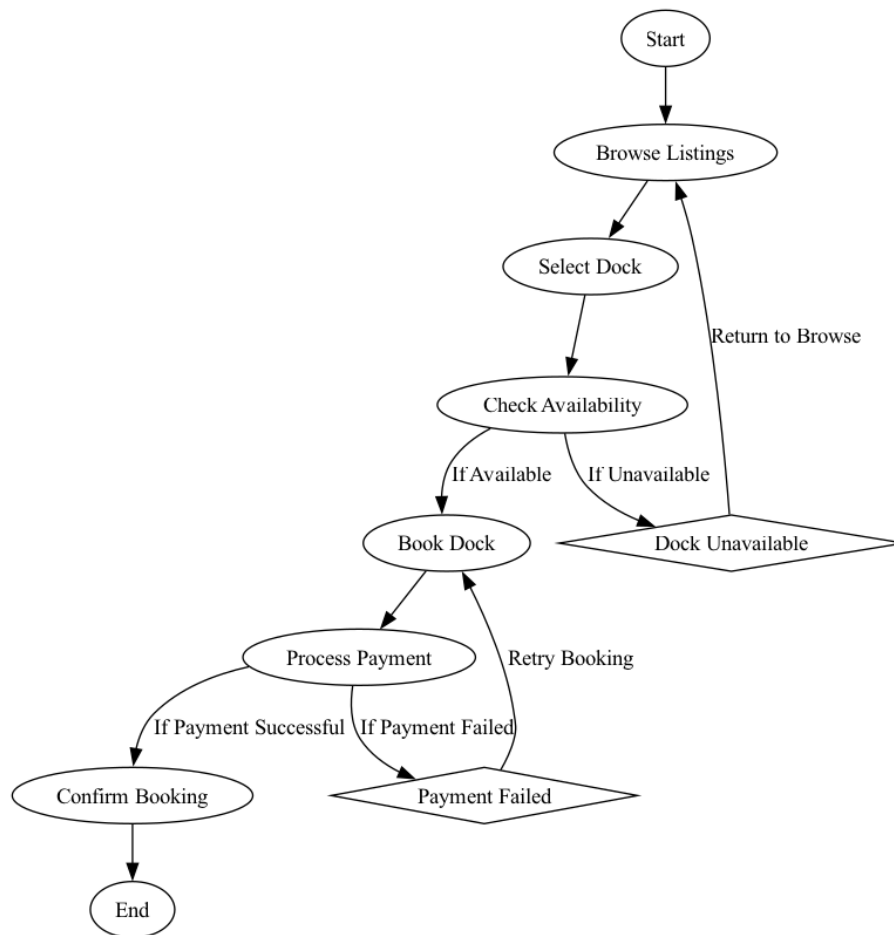 Start
Browse Listings
Select Dock
Return to Browse
Check Availability
If Available
If Unavailable
Book Dock
Dock Unavailable
Process Payment
Retry Booking
If Payment Successful
If Payment Failed
Confirm Booking
Payment Failed
End